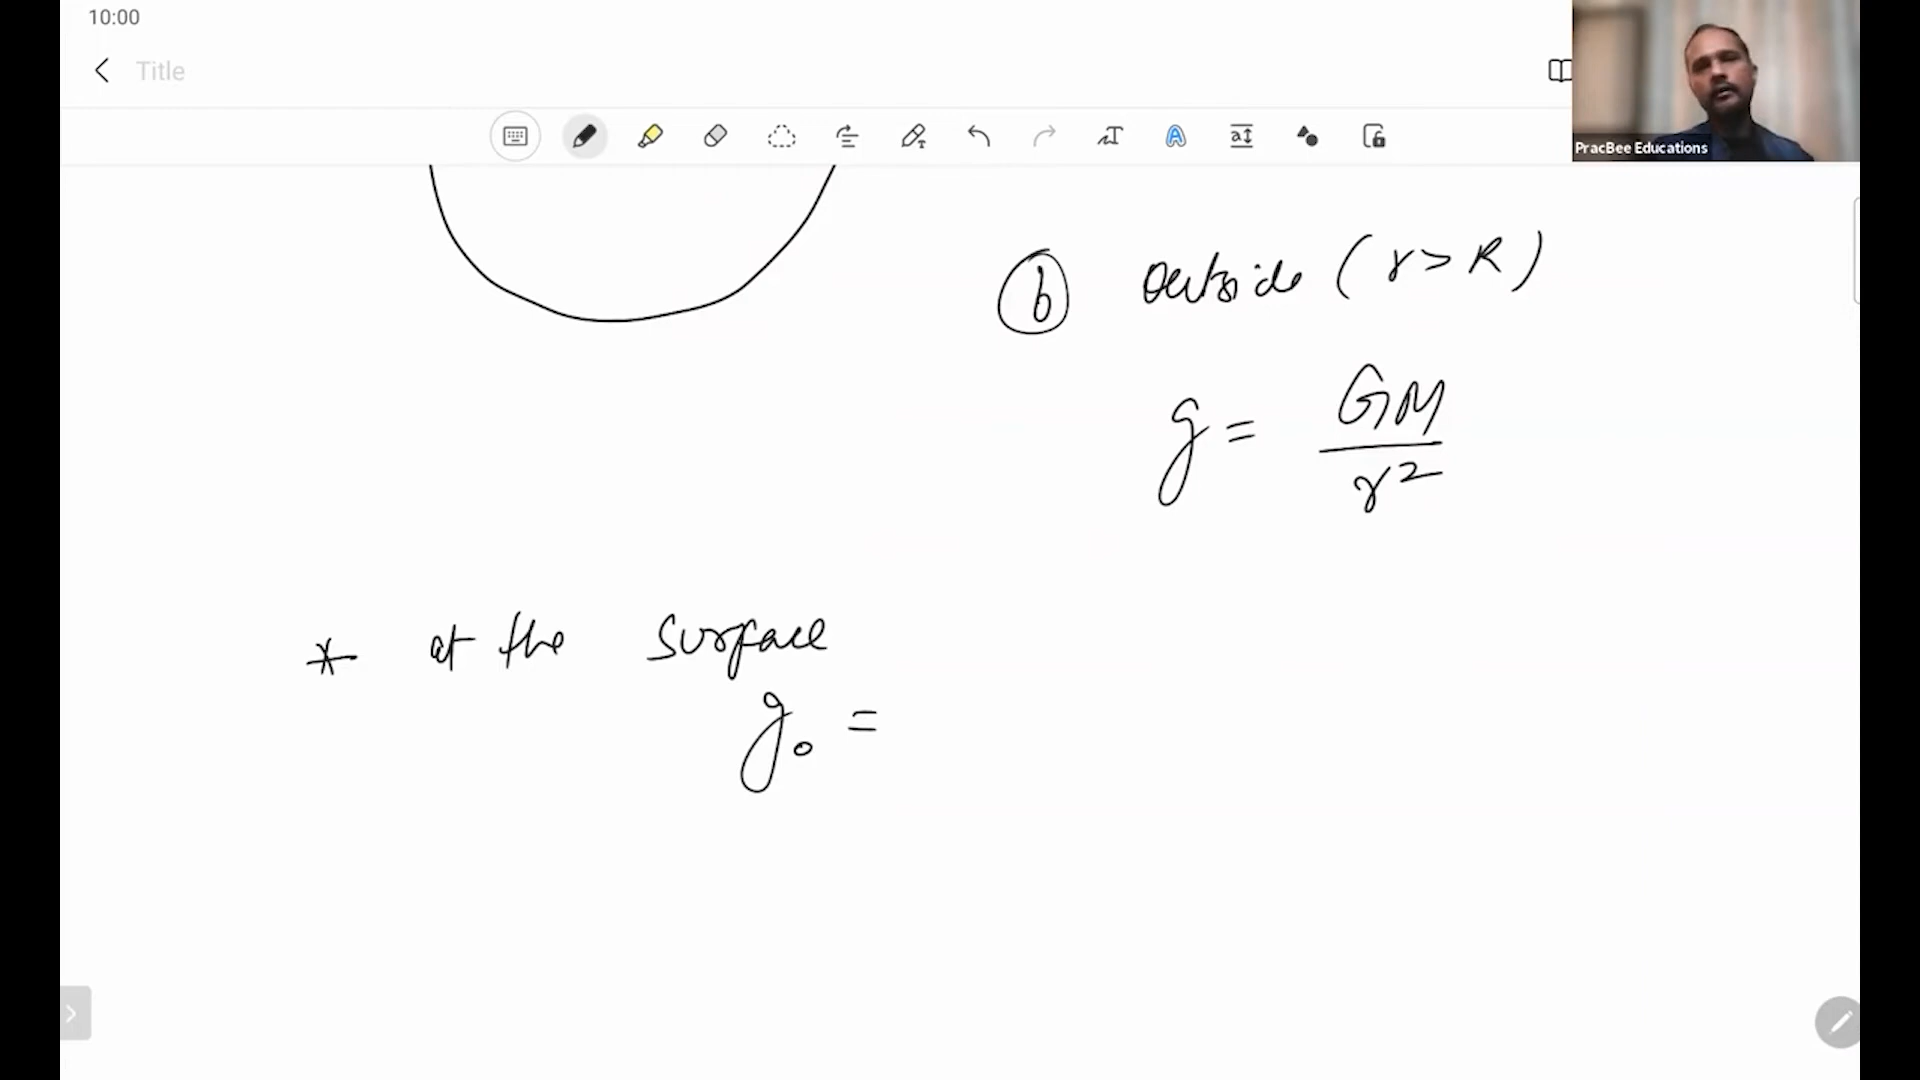 10:00
Title
PracBee Educations
b outside (r > R)
g = GM / r²
* at the surface
g₀ =